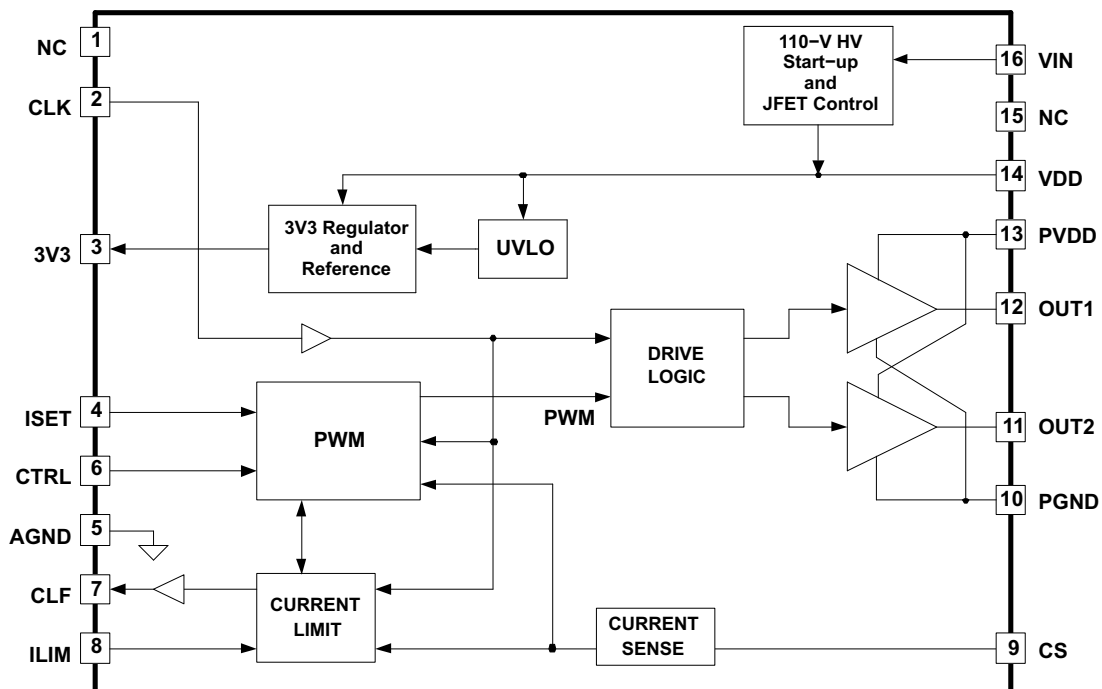 NC 1
CLK 2
3V3 3
ISET 4
CTRL 6
AGND 5
CLF 7
ILIM 8
110−V HV
Start−up
and
JFET Control
3V3 Regulator
and
Reference
UVLO
DRIVE
LOGIC
PWM
PWM
CURRENT
LIMIT
CURRENT
SENSE
16 VIN
15 NC
14 VDD
13 PVDD
12 OUT1
11 OUT2
10 PGND
9 CS